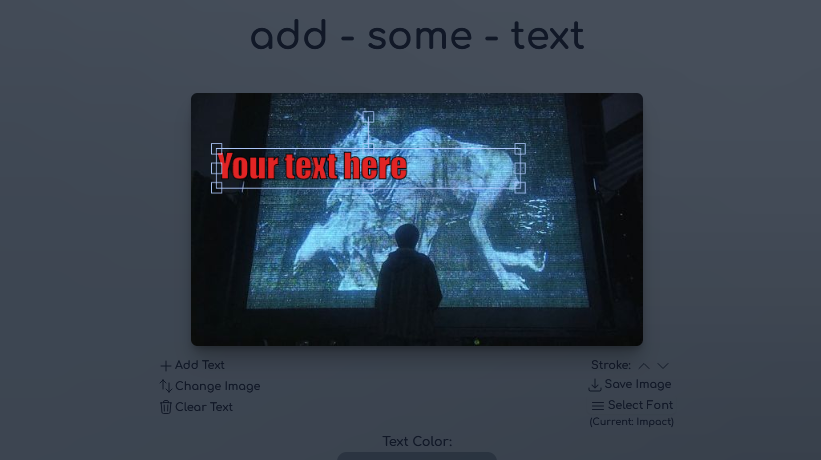 add - some - text
Your text here
Add Text
Change Image
Clear Text
Stroke:
Save Image
Select Font
(Current: Impact)
Text Color: